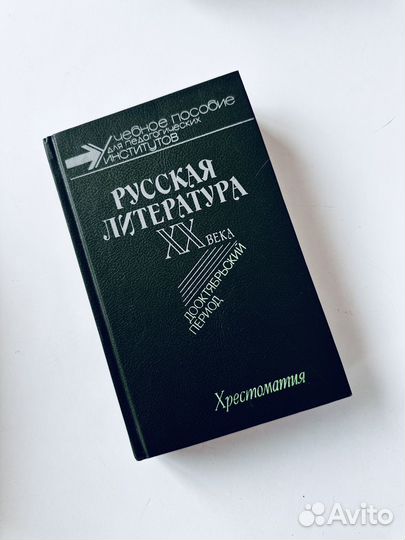 Учебное пособие
для педагогических
институтов
РУССКАЯ
ЛИТЕРАТУРА
XX ВЕКА
ДООКТЯБРЬСКИЙ
ПЕРИОД
Хрестоматия
Avito